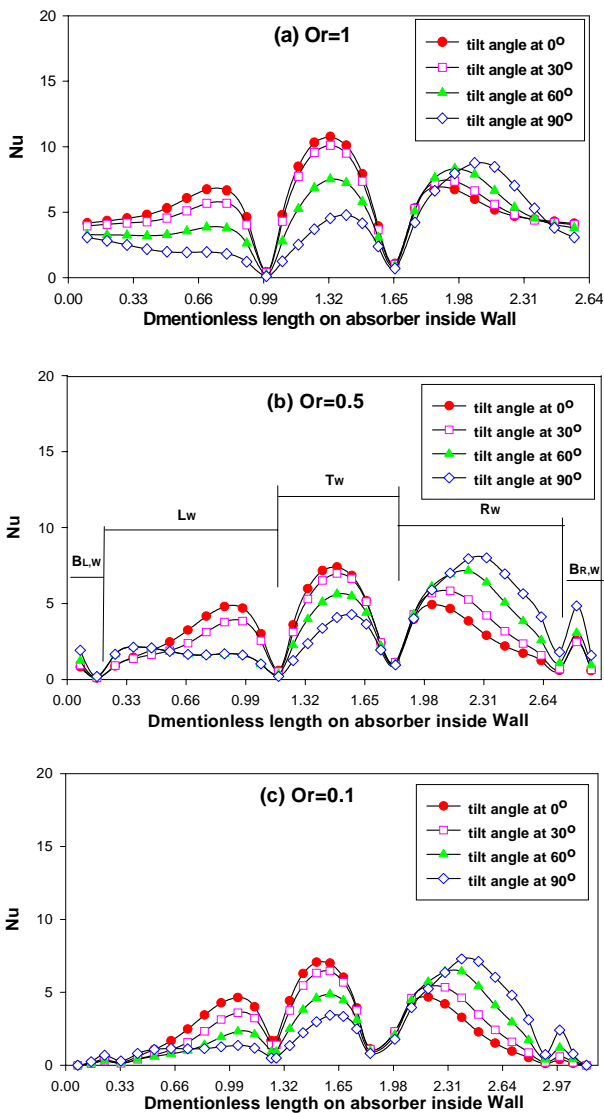 20
(a) Or=1
tilt angle at 0º
tilt angle at 30º
15
tilt angle at 60º
tilt angle at 90º
Nu
10
5
0
0.00 0.33 0.66 0.99 1.32 1.65 1.98 2.31 2.64
Dmentionless length on absorber inside Wall
20
(b) Or=0.5
tilt angle at 0º
tilt angle at 30º
15
tilt angle at 60º
tilt angle at 90º
Nu
TW
10
LW
RW
BL,W
BR,W
5
0
0.00 0.33 0.66 0.99 1.32 1.65 1.98 2.31 2.64
Dmentionless length on absorber inside Wall
20
(c) Or=0.1
tilt angle at 0º
tilt angle at 30º
15
tilt angle at 60º
tilt angle at 90º
Nu
10
5
0
0.00 0.33 0.66 0.99 1.32 1.65 1.98 2.31 2.64 2.97
Dmentionless length on absorber inside Wall